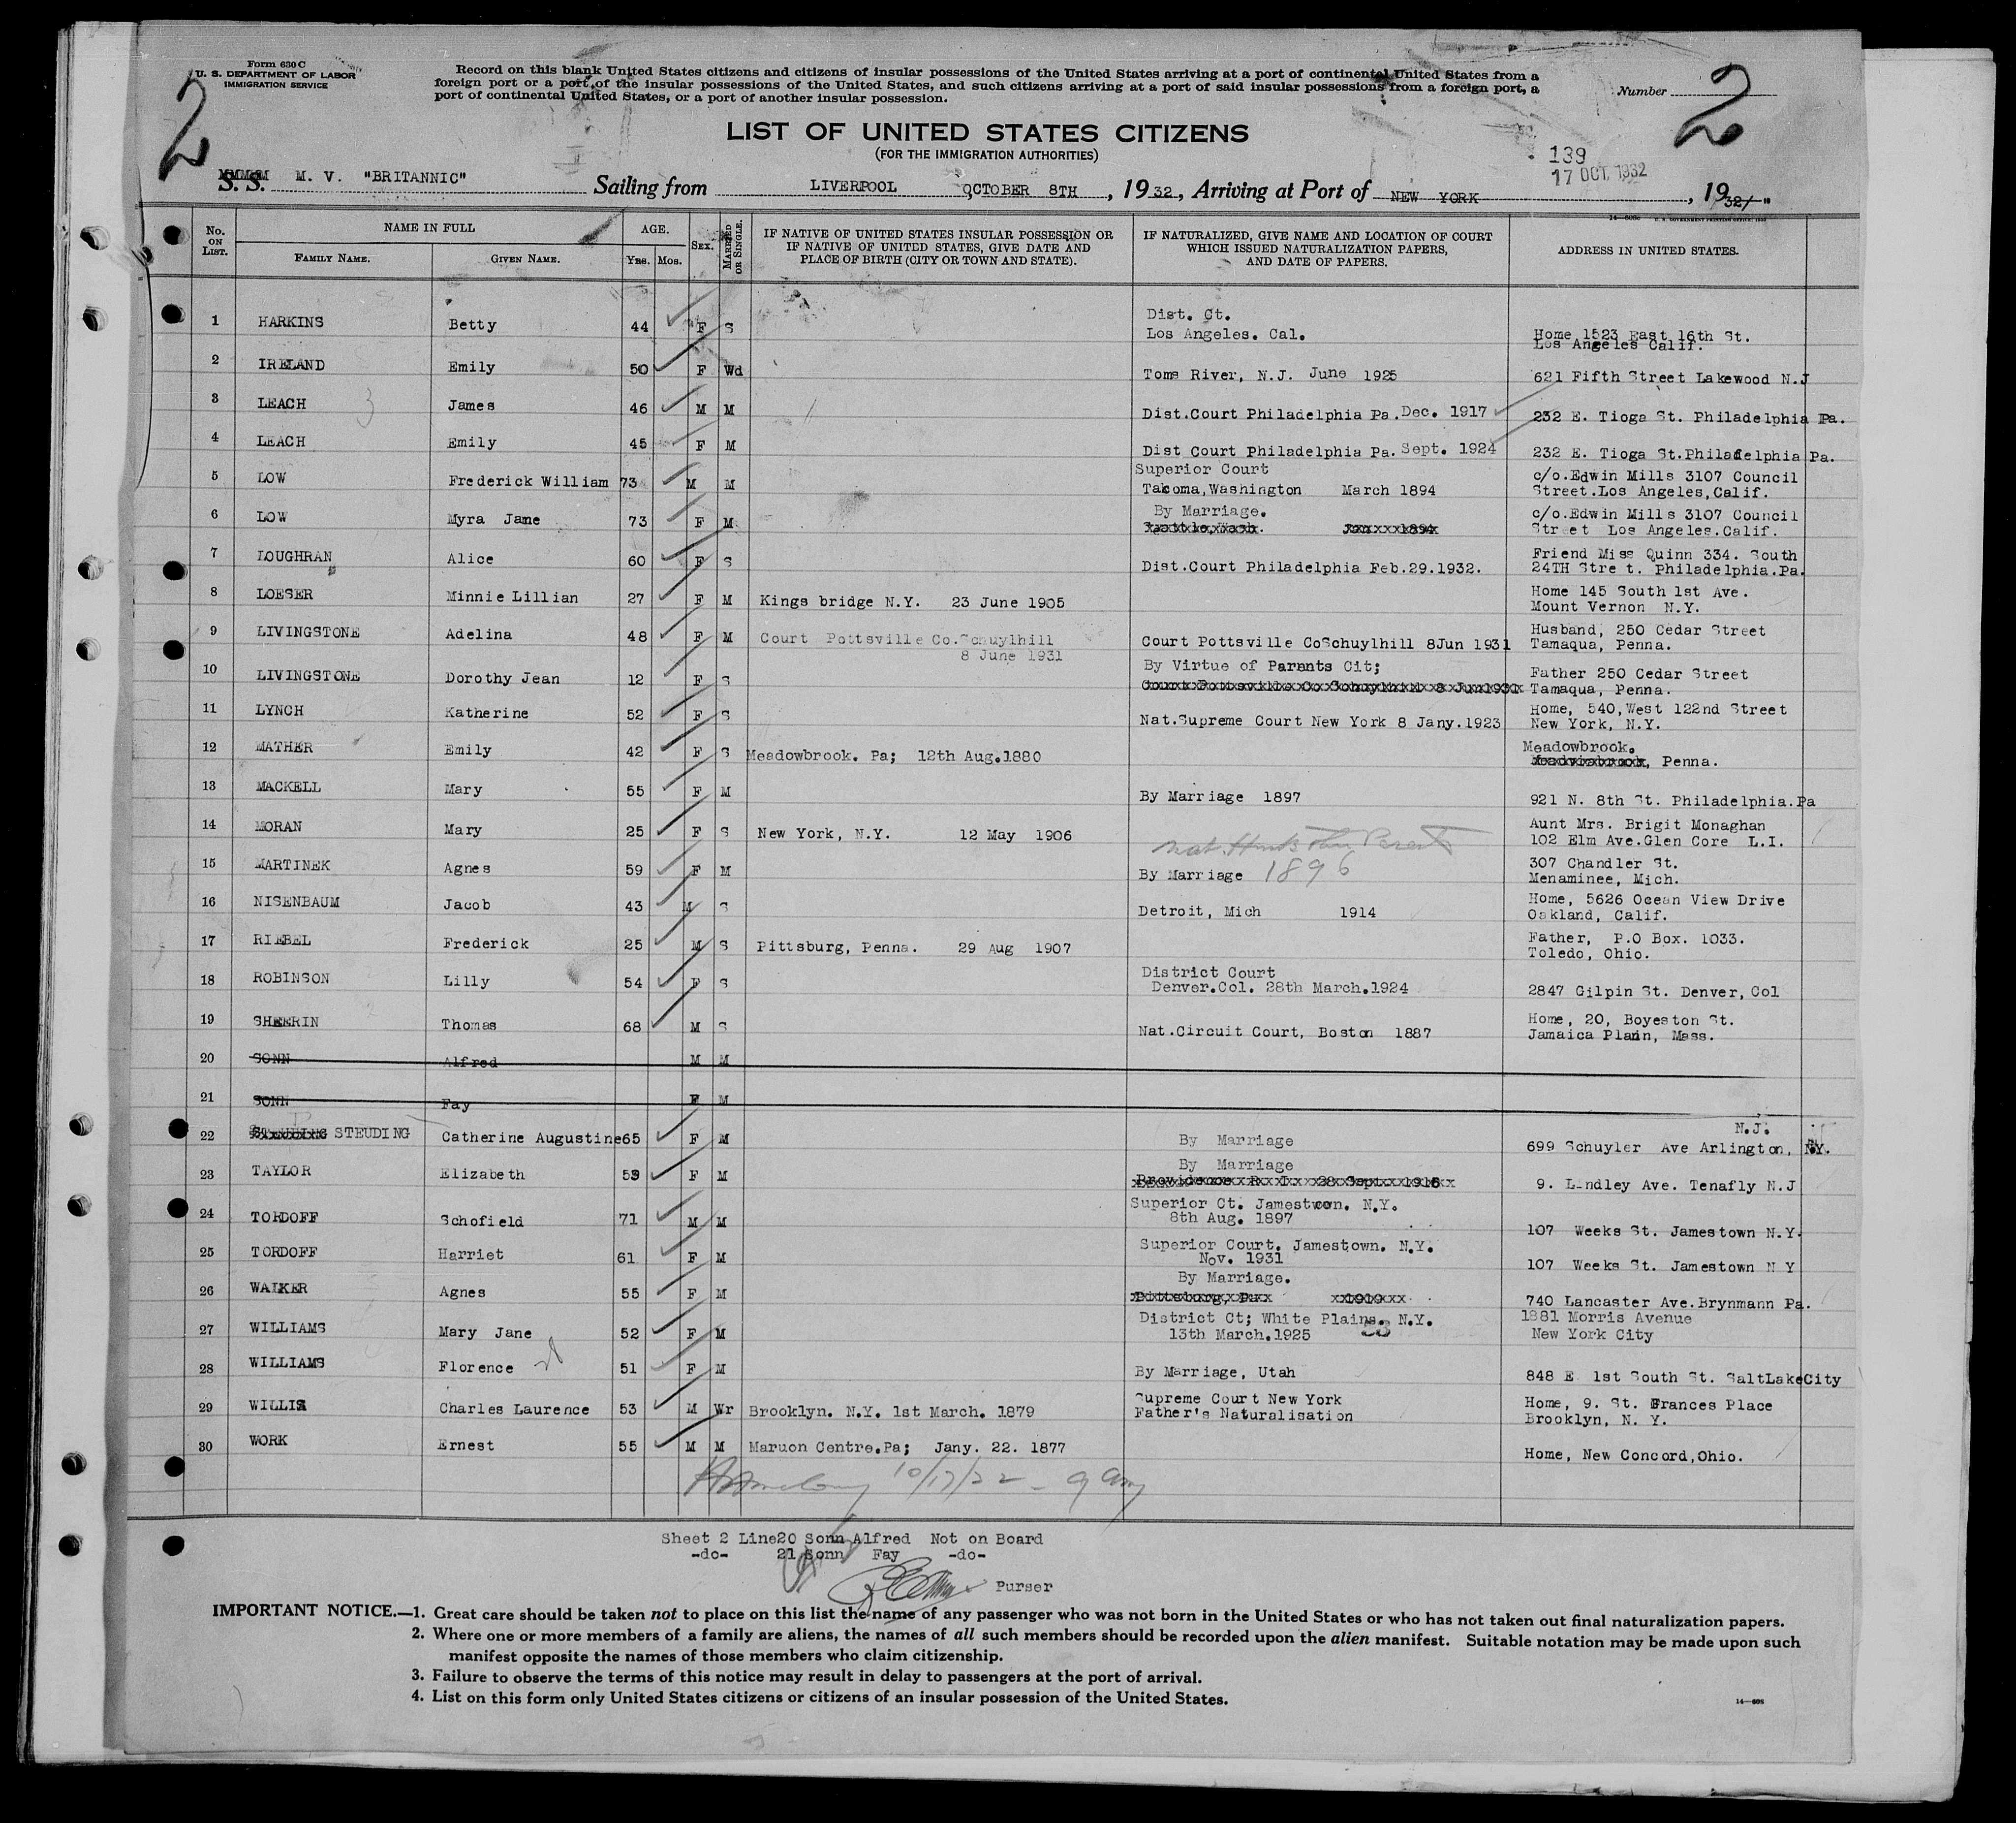 Form 630 C
U. S. DEPARTMENT OF LABOR
IMMIGRATION SERVICE
2
Record on this blank United States citizens and citizens of insular possessions of the United States arriving at a port of continental United States from a
foreign port or a port of the insular possessions of the United States, and such citizens arriving at a port of said insular possessions from a foreign port, a
port of continental United States, or a port of another insular possession.
Number
2
LIST OF UNITED STATES CITIZENS
(FOR THE IMMIGRATION AUTHORITIES)
139
17 OCT 1932
S. S. M. V. "BRITANNIC" Sailing from LIVERPOOL OCTOBER 8TH, 1932, Arriving at Port of NEW YORK, 1932
No. ON LIST. NAME IN FULL FAMILY NAME. GIVEN NAME. AGE. Yrs. Mos. Sex. MARRIED OR SINGLE. IF NATIVE OF UNITED STATES INSULAR POSSESSION OR IF NATIVE OF UNITED STATES, GIVE DATE AND PLACE OF BIRTH (CITY OR TOWN AND STATE). IF NATURALIZED, GIVE NAME AND LOCATION OF COURT WHICH ISSUED NATURALIZATION PAPERS, AND DATE OF PAPERS. ADDRESS IN UNITED STATES.
1 HARKINS Betty 44 F S Dist. Ct. Los Angeles. Cal. Home 1523 East 16th St. Los Angeles Calif.
2 IRELAND Emily 50 F Wd Toms River, N.J. June 1925 621 Fifth Street Lakewood N.J
3 LEACH James 46 M M Dist.Court Philadelphia Pa. Dec. 1917 232 E. Tioga St. Philadelphia Pa.
4 LEACH Emily 45 F M Dist Court Philadelphia Pa. Sept. 1924 232 E. Tioga St.Philadelphia Pa.
5 LOW Frederick William 73 M M Superior Court Takoma,Washington March 1894 c/o.Edwin Mills 3107 Council Street.Los Angeles,Calif.
6 LOW Myra Jane 73 F M By Marriage. c/o.Edwin Mills 3107 Council Street Los Angeles.Calif.
7 LOUGHRAN Alice 60 F S Dist.Court Philadelphia Feb.29.1932. Friend Miss Quinn 334. South 24TH Stre t. Philadelphia.Pa.
8 LOESER Minnie Lillian 27 F M Kings bridge N.Y. 23 June 1905 Home 145 South 1st Ave. Mount Vernon N.Y.
9 LIVINGSTONE Adelina 48 F M Court Pottsville Co.Schuylhill 8 June 1931 Court Pottsville CoSchuylhill 8Jun 1931 Husband, 250 Cedar Street Tamaqua, Penna.
10 LIVINGSTONE Dorothy Jean 12 F S By Virtue of Parents Cit; Court Pottsville Co Schuylhill 8 Jun1931 Father 250 Cedar Street Tamaqua, Penna.
11 LYNCH Katherine 52 F S Nat.Supreme Court New York 8 Jany.1923 Home, 540,West 122nd Street New York, N.Y.
12 MATHER Emily 42 F S Meadowbrook. Pa; 12th Aug.1880 Meadowbrook. , Penna.
13 MACKELL Mary 55 F M By Marriage 1897 921 N. 8th St. Philadelphia.Pa
14 MORAN Mary 25 F S New York, N.Y. 12 May 1906 Aunt Mrs. Brigit Monaghan 102 Elm Ave.Glen Core L.I.
15 MARTINEK Agnes 59 F M By Marriage 1896 307 Chandler St. Menaminee, Mich.
16 NISENBAUM Jacob 43 M S Detroit, Mich 1914 Home, 5626 Ocean View Drive Oakland, Calif.
17 RIEBEL Frederick 25 M S Pittsburg, Penna. 29 Aug 1907 Father, P.O Box. 1033. Toledo, Ohio.
18 ROBINSON Lilly 54 F S District Court Denver.Col. 28th March.1924 2847 Gilpin St. Denver, Col
19 SHEERIN Thomas 68 M S Nat.Circuit Court, Boston 1887 Home, 20, Boyeston St. Jamaica Plain, Mass.
20 SONN Alfred M M
21 SONN Fay F M
22 STEUDING Catherine Augustine 65 F M By Marriage 699 Schuyler Ave Arlington, N.J.
23 TAYLOR Elizabeth 59 F M By Marriage Providence R I 28 Sept 1916 9. Lindley Ave. Tenafly N.J
24 TORDOFF Schofield 71 M M Superior Ct. Jamestown. N.Y. 8th Aug. 1897 107 Weeks St. Jamestown N.Y.
25 TORDOFF Harriet 61 F M Superior Court. Jamestown. N.Y. Nov. 1931 107 Weeks St. Jamestown N Y
26 WALKER Agnes 55 F M By Marriage. Pittsburg, Pa 1919 740 Lancaster Ave.Brynmann Pa.
27 WILLIAMS Mary Jane 52 F M District Ct; White Plains. N.Y. 13th March.1925 1881 Morris Avenue New York City
28 WILLIAMS Florence 51 F M By Marriage, Utah 848 E 1st South St. SaltLakeCity
29 WILLIS Charles Laurence 53 M Wr Brooklyn. N.Y. 1st March. 1879 Supreme Court New York Father's Naturalisation Home, 9. St. Frances Place Brooklyn, N. Y.
30 WORK Ernest 55 M M Maruon Centre.Pa; Jany. 22. 1877 Home, New Concord,Ohio.
Sheet 2 Line20 Sonn Alfred Not on Board
-do- 21 Sonn Fay -do-
Purser
IMPORTANT NOTICE.—1. Great care should be taken not to place on this list the name of any passenger who was not born in the United States or who has not taken out final naturalization papers.
2. Where one or more members of a family are aliens, the names of all such members should be recorded upon the alien manifest. Suitable notation may be made upon such
manifest opposite the names of those members who claim citizenship.
3. Failure to observe the terms of this notice may result in delay to passengers at the port of arrival.
4. List on this form only United States citizens or citizens of an insular possession of the United States.
14—608